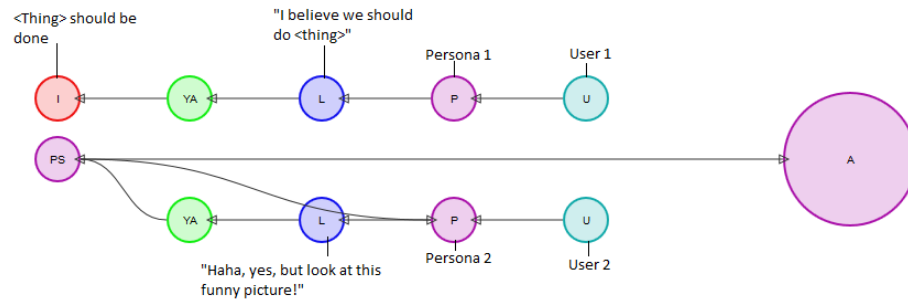 <Thing> should be
done
"I believe we should
do <thing>"
Persona 1
User 1
I
YA
L
P
U
PS
A
YA
L
P
U
"Haha, yes, but look at this
funny picture!"
Persona 2
User 2